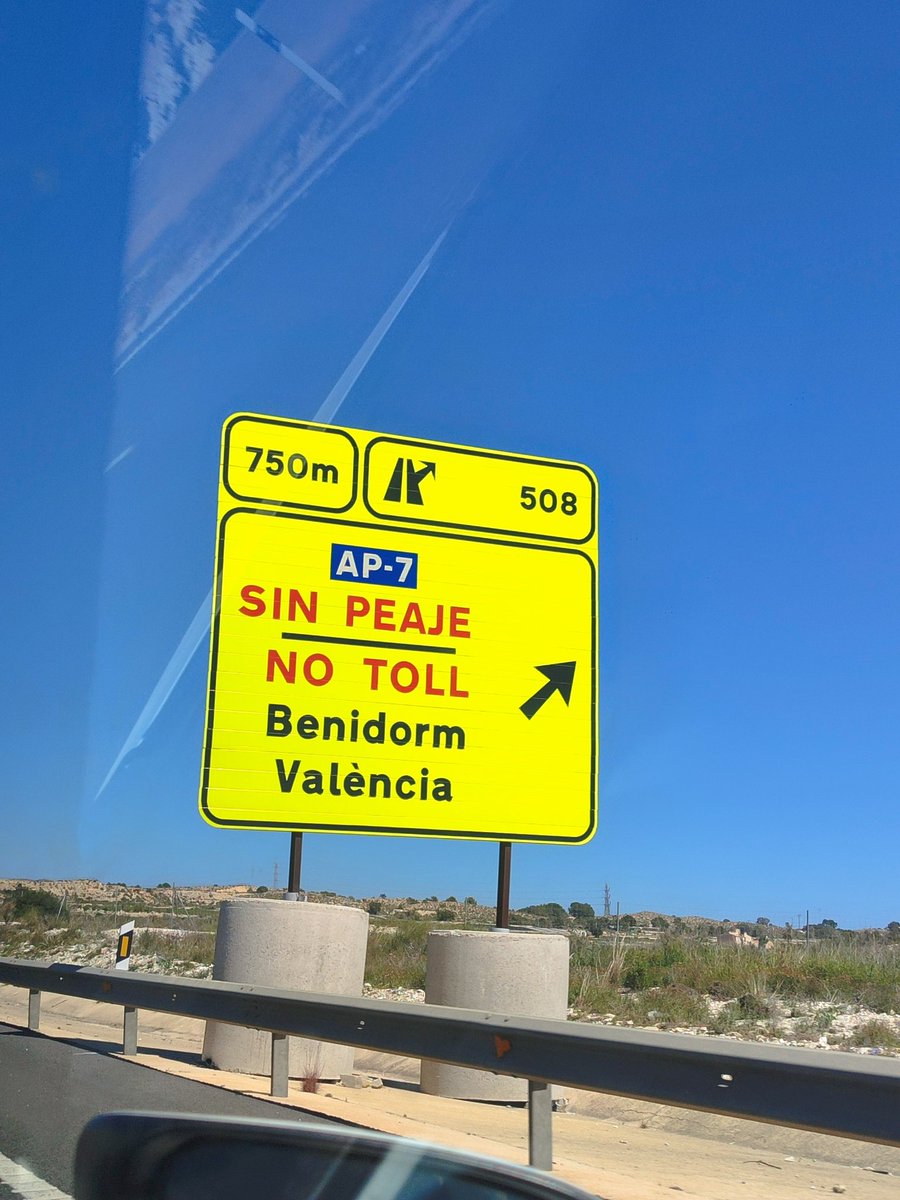 750m
508
AP-7
SIN PEAJE
NO TOLL
Benidorm
València